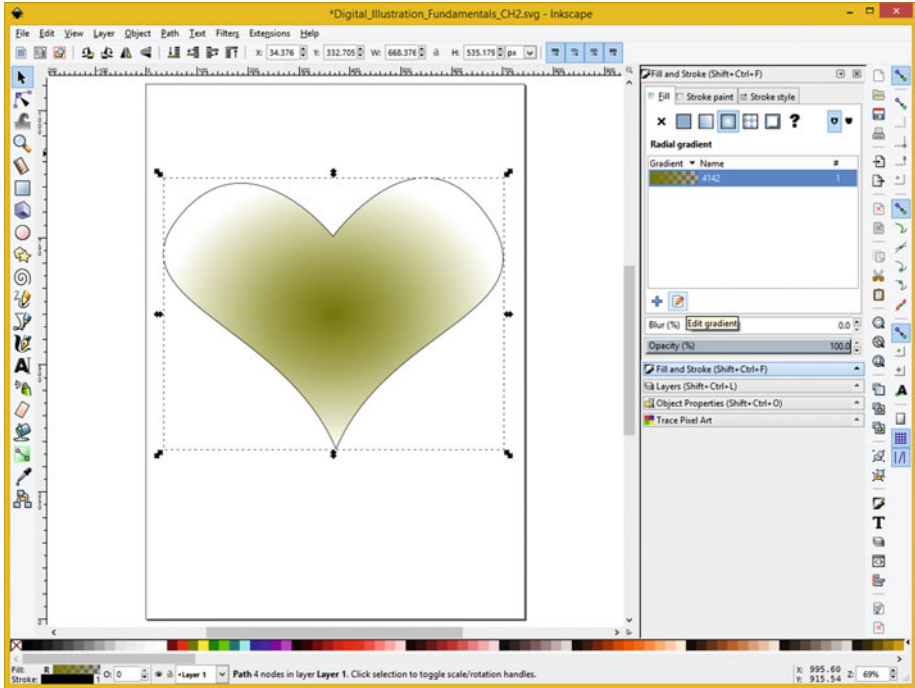 *Digital_Illustration_Fundamentals_CH2.svg - Inkscape
File Edit View Layer Object Path Text Filters Extensions Help
X: 34.376 Y: 332.705 W: 668.376 H: 535.179 px
Fill and Stroke (Shift+Ctrl+F)
Fill Stroke paint Stroke style
?
Radial gradient
Gradient Name #
4142 1
Blur (%) Edit gradient 0.0
Opacity (%) 100.0
Fill and Stroke (Shift+Ctrl+F)
Layers (Shift+Ctrl+L)
Object Properties (Shift+Ctrl+O)
Trace Pixel Art
Fill: R O: 0 Layer 1 Path 4 nodes in layer Layer 1. Click selection to toggle scale/rotation handles. X: 995.60 Z: 69%
Stroke: 1 Y: 915.54